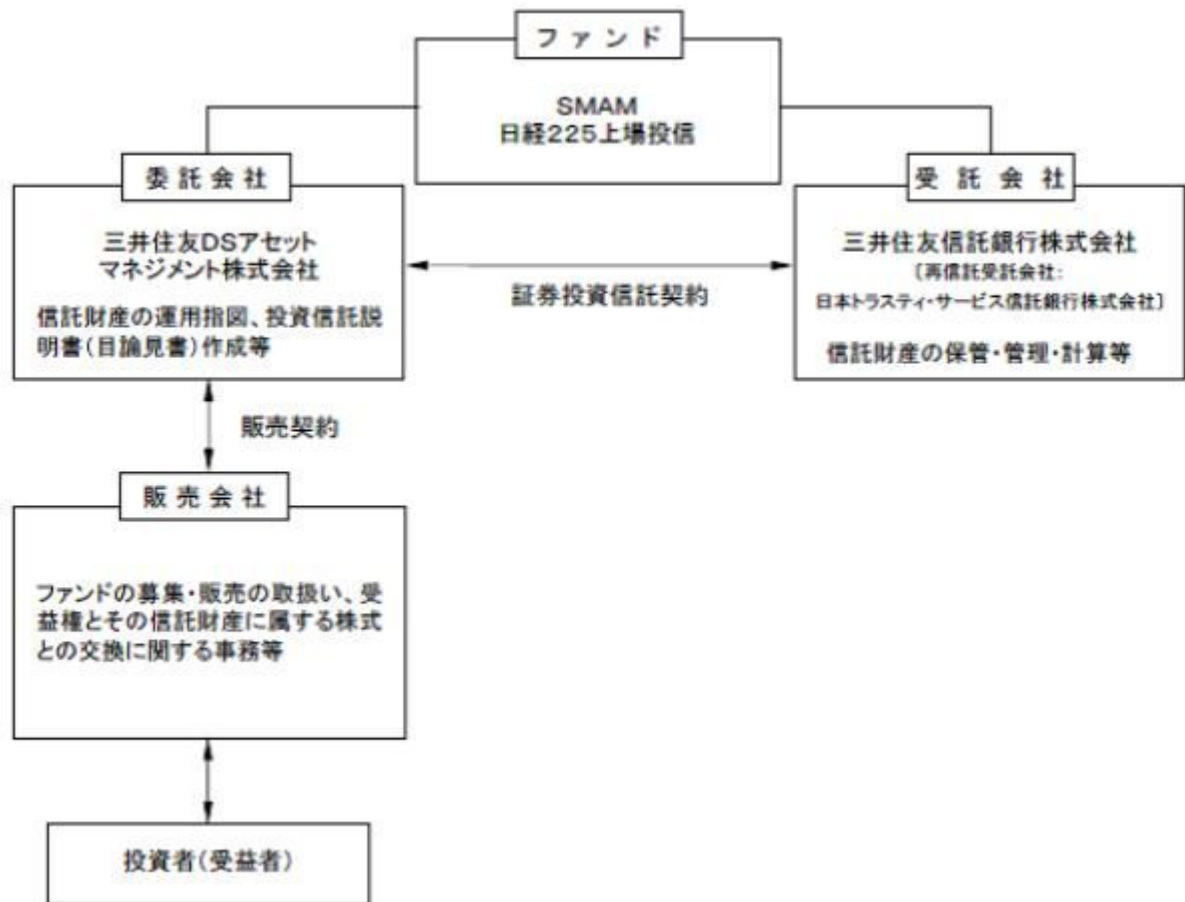 ファンド
SMAM
日経225上場投信
委託会社
三井住友DSアセット
マネジメント株式会社
信託財産の運用指図、投資信託説
明書(目論見書)作成等
証券投資信託契約
受託会社
三井住友信託銀行株式会社
〔再信託受託会社:
日本トラスティ・サービス信託銀行株式会社〕
信託財産の保管・管理・計算等
販売契約
販売会社
ファンドの募集・販売の取扱い、受
益権とその信託財産に属する株式
との交換に関する事務等
投資者(受益者)